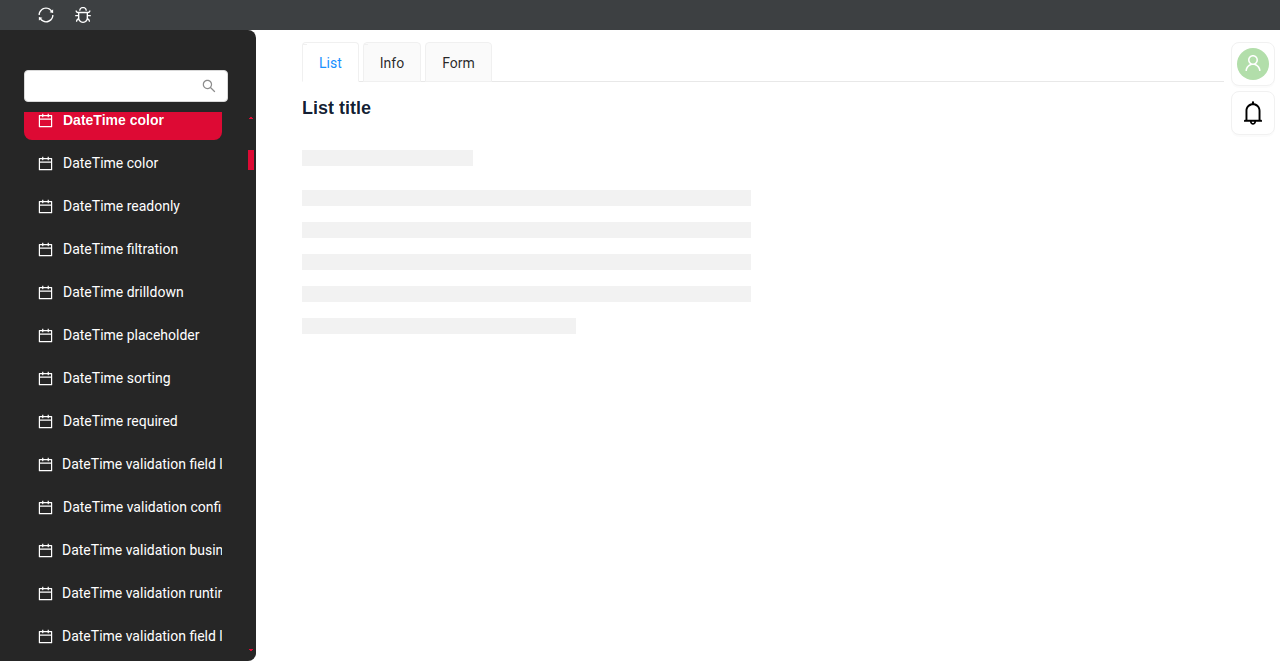 List
Info
Form
List title
DateTime color
DateTime color
DateTime readonly
DateTime filtration
DateTime drilldown
DateTime placeholder
DateTime sorting
DateTime required
DateTime validation field
DateTime validation confi
DateTime validation busin
DateTime validation runtin
DateTime validation field